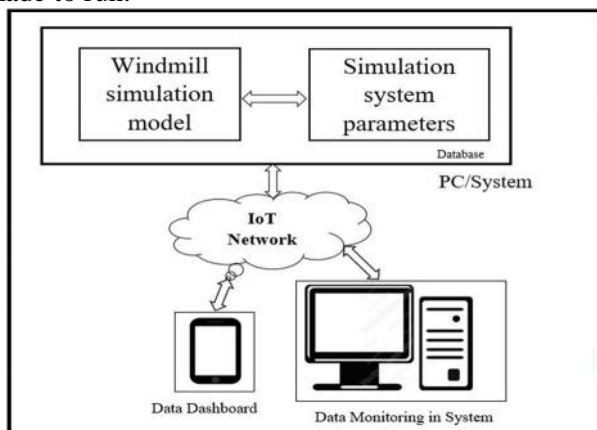 Windmill
simulation
model
Simulation
system
parameters
Database
PC/System
IoT
Network
Data Dashboard
Data Monitoring in System